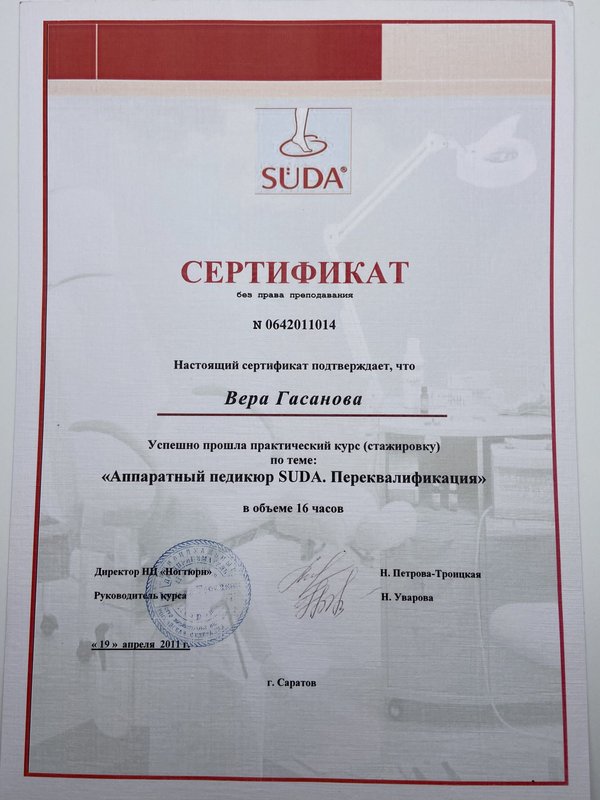 SÜDA®
СЕРТИФИКАТ
без права преподавания
N 0642011014
Настоящий сертификат подтверждает, что
Вера Гасанова
Успешно прошла практический курс (стажировку)
по теме:
«Аппаратный педикюр SUDA. Переквалификация»
в объеме 16 часов
Директор НЦ «Ногтюрн» Н. Петрова-Троицкая
Руководитель курса Н. Уварова
« 19 » апреля 2011 г.
г. Саратов